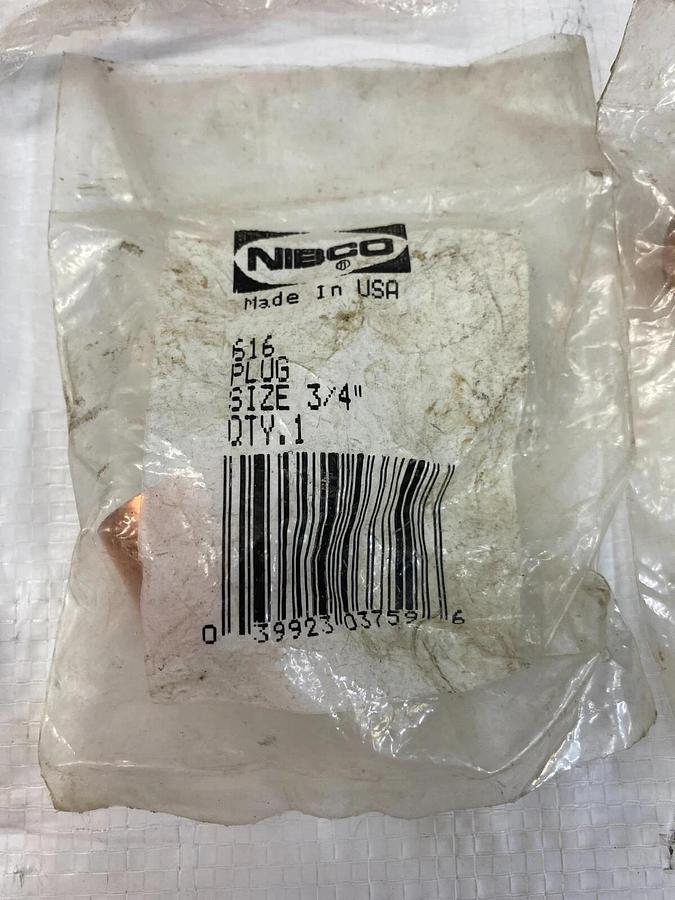 NIBCO®
Made In USA
616
PLUG
SIZE 3/4"
QTY.1
0 39923 03759 6